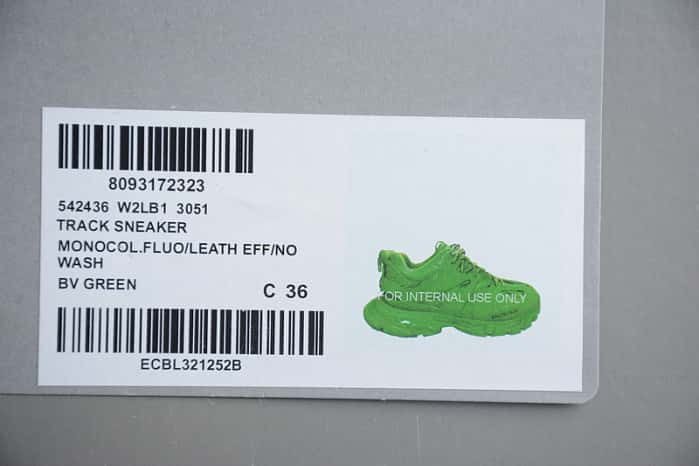 8093172323
542436 W2LB1 3051
TRACK SNEAKER
MONOCOL.FLUO/LEATH EFF/NO
WASH
BV GREEN
C 36
ECBL321252B
FOR INTERNAL USE ONLY